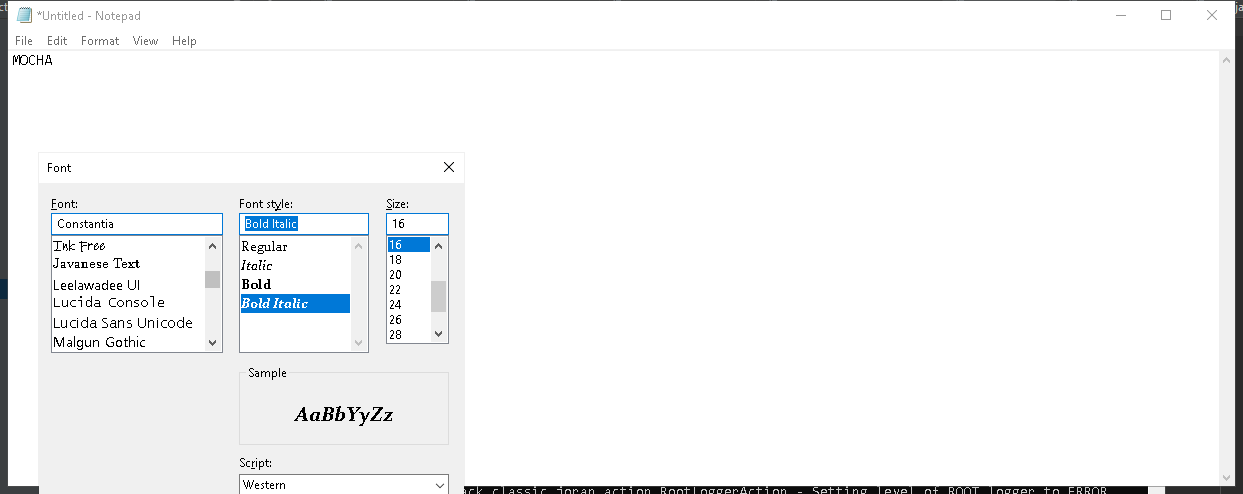 *Untitled - Notepad
File Edit Format View Help
MOCHA
Font
Font: Font style: Size:
Constantia Bold Italic 16
Ink Free Regular 16
Javanese Text Italic 18
Leelawadee UI Bold 20
Lucida Console Bold Italic 22
Lucida Sans Unicode 24
Malgun Gothic 26
28
Sample
AaBbYyZz
Script:
Western
ack classic joran action RootLoggerAction - Setting level of ROOT logger to ERROR